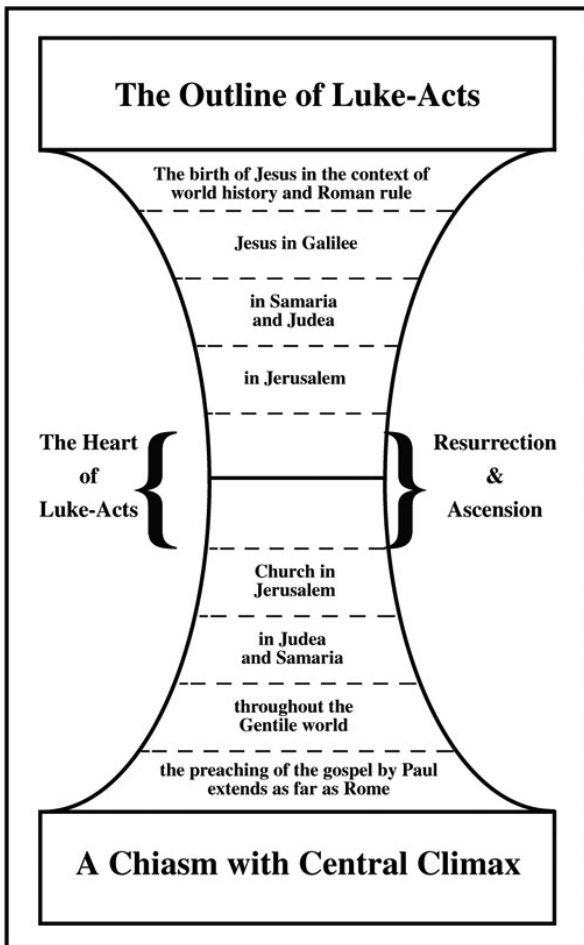 The Outline of Luke-Acts
The birth of Jesus in the context of
world history and Roman rule
Jesus in Galilee
in Samaria
and Judea
in Jerusalem
The Heart
of
Luke-Acts
Resurrection
&
Ascension
Church in
Jerusalem
in Judea
and Samaria
throughout the
Gentile world
the preaching of the gospel by Paul
extends as far as Rome
A Chiasm with Central Climax